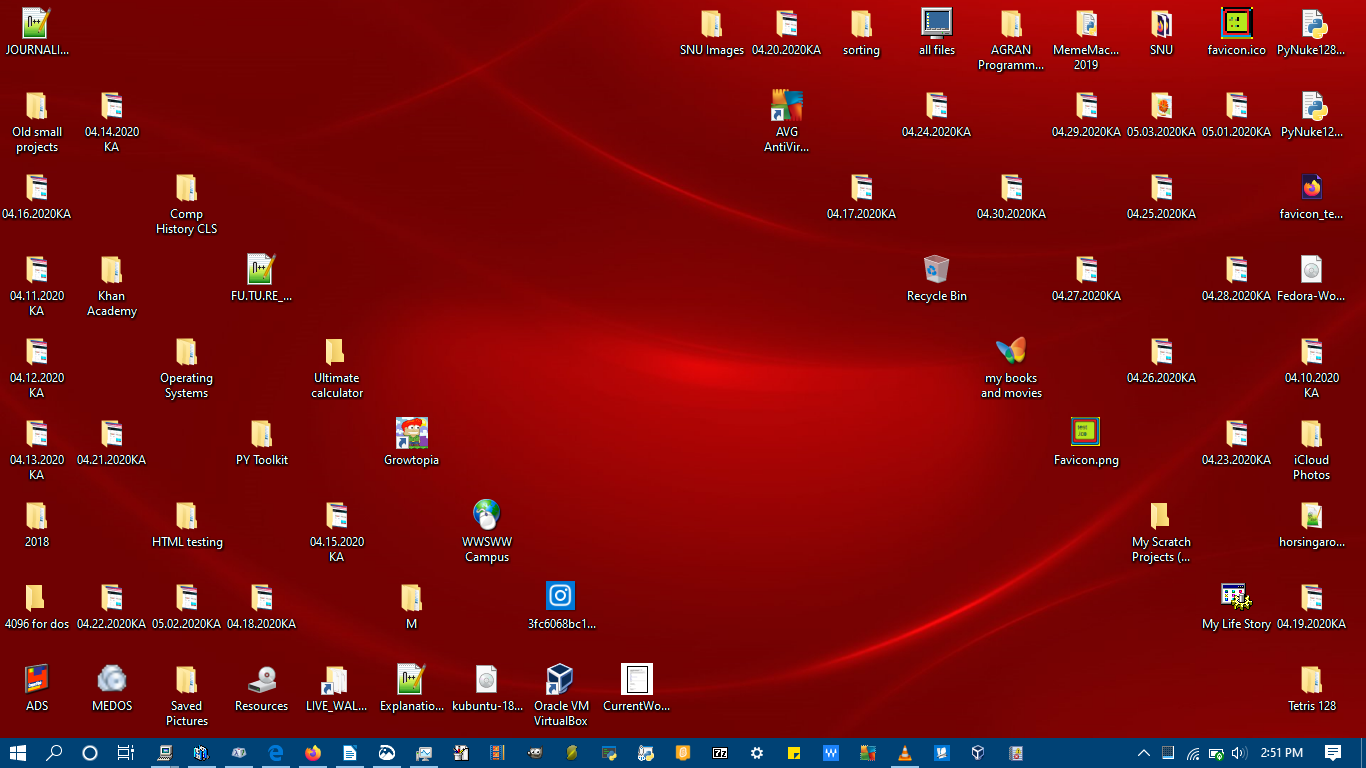 JOURNALI...
SNU Images
04.20.2020KA
sorting
all files
AGRAN
Programm...
MemeMac...
2019
SNU
favicon.ico
PyNuke128...
Old small
projects
04.14.2020
KA
AVG
AntiVir...
04.24.2020KA
04.29.2020KA
05.03.2020KA
05.01.2020KA
PyNuke12...
04.16.2020KA
Comp
History CLS
04.17.2020KA
04.30.2020KA
04.25.2020KA
favicon_te...
04.11.2020
KA
Khan
Academy
FU.TU.RE_...
Recycle Bin
04.27.2020KA
04.28.2020KA
Fedora-Wo...
04.12.2020
KA
Operating
Systems
Ultimate
calculator
my books
and movies
04.26.2020KA
04.10.2020
KA
04.13.2020
KA
04.21.2020KA
PY Toolkit
Growtopia
Favicon.png
04.23.2020KA
iCloud
Photos
2018
HTML testing
04.15.2020
KA
WWSWW
Campus
My Scratch
Projects (...
horsingaro...
4096 for dos
04.22.2020KA
05.02.2020KA
04.18.2020KA
M
3fc6068bc1...
My Life Story
04.19.2020KA
ADS
MEDOS
Saved
Pictures
Resources
LIVE_WAL...
Explanatio...
kubuntu-18...
Oracle VM
VirtualBox
CurrentWo...
Tetris 128
2:51 PM